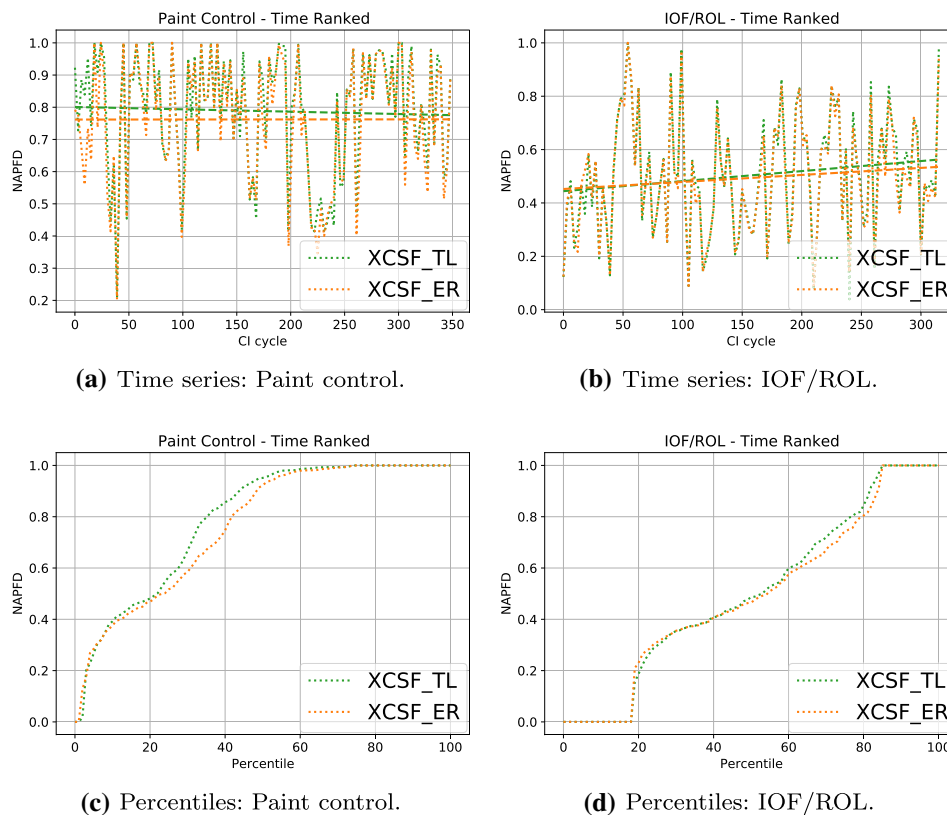 Paint Control - Time Ranked
NAPFD
1.0
0.9
0.8
0.7
0.6
0.5
0.4
0.3
0.2
XCSF_TL
XCSF_ER
0 50 100 150 200 250 300 350
CI cycle
(a) Time series: Paint control.
IOF/ROL - Time Ranked
NAPFD
1.0
0.8
0.6
0.4
0.2
0.0
XCSF_TL
XCSF_ER
0 50 100 150 200 250 300
CI cycle
(b) Time series: IOF/ROL.
Paint Control - Time Ranked
NAPFD
1.0
0.8
0.6
0.4
0.2
0.0
XCSF_TL
XCSF_ER
0 20 40 60 80 100
Percentile
(c) Percentiles: Paint control.
IOF/ROL - Time Ranked
NAPFD
1.0
0.8
0.6
0.4
0.2
0.0
XCSF_TL
XCSF_ER
0 20 40 60 80 100
Percentile
(d) Percentiles: IOF/ROL.